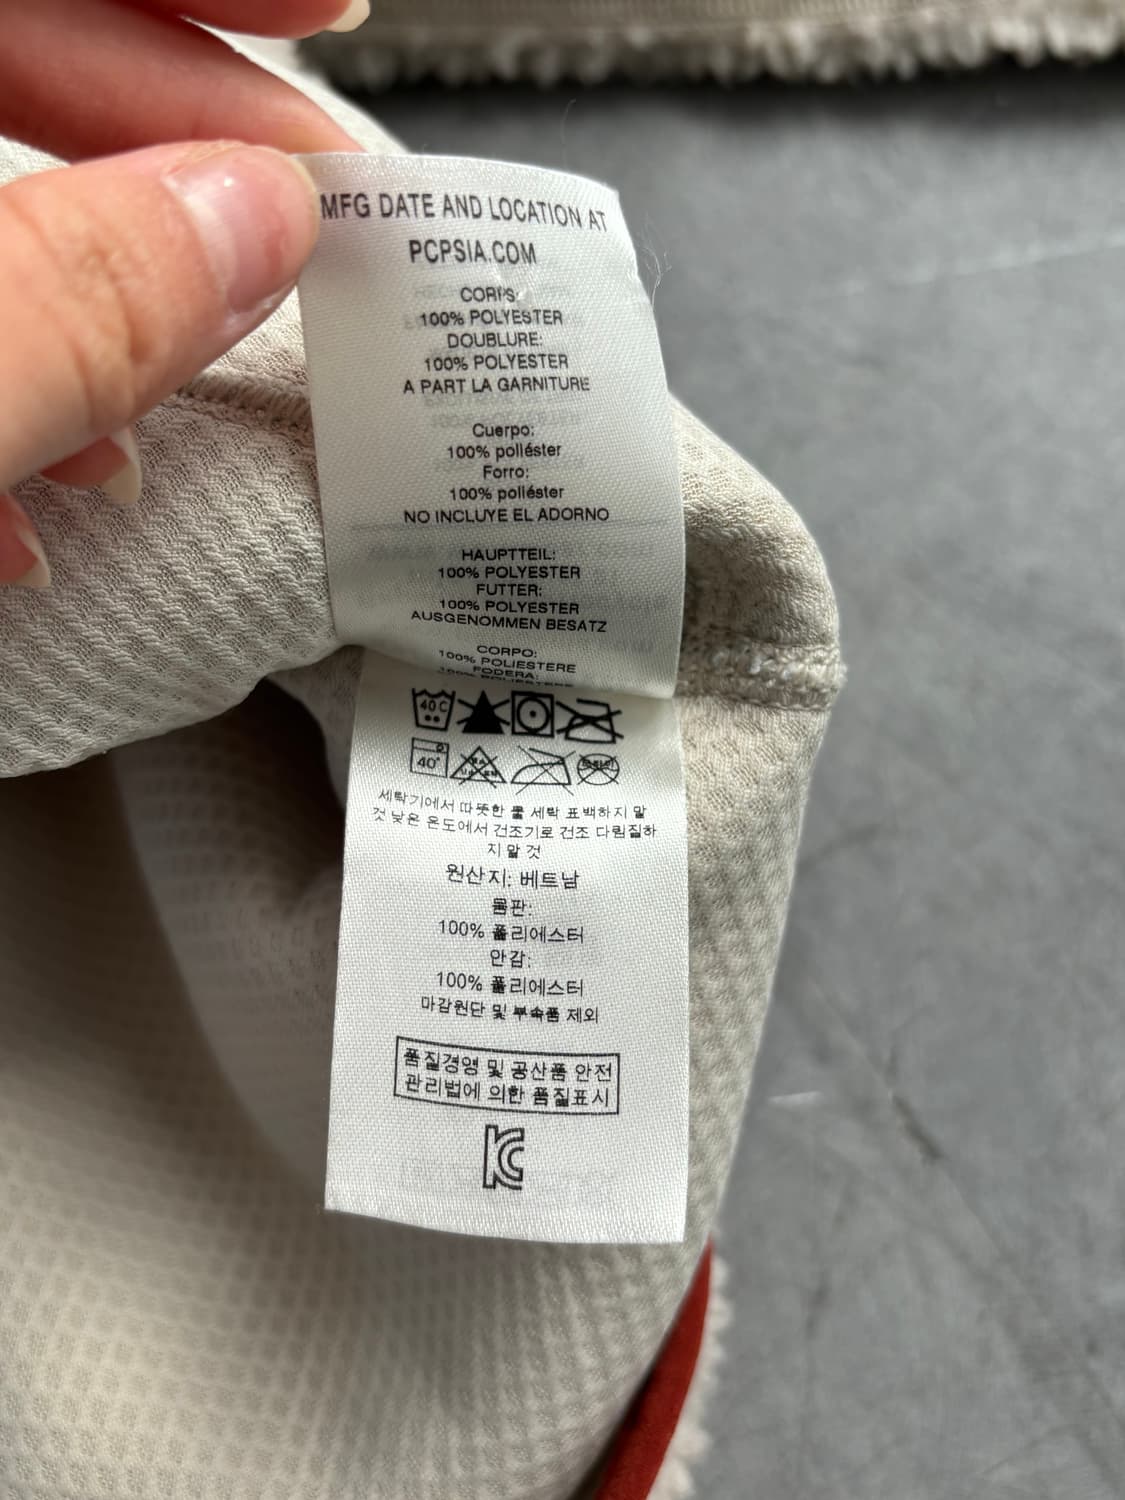 MFG DATE AND LOCATION AT
PCPSIA.COM
CORPS:
100% POLYESTER
DOUBLURE:
100% POLYESTER
A PART LA GARNITURE
Cuerpo:
100% poliéster
Forro:
100% poliéster
NO INCLUYE EL ADORNO
HAUPTTEIL:
100% POLYESTER
FUTTER:
100% POLYESTER
AUSGENOMMEN BESATZ
CORPO:
100% POLIESTERE
FODERA:
100% POLIESTERE
40 C
40°
세탁기에서 따뜻한 물 세탁 표백하지 말
것 낮은 온도에서 건조기로 건조 다림질하
지 말 것
원산지: 베트남
몸판:
100% 폴리에스터
안감:
100% 폴리에스터
마감원단 및 부속품 제외
품질경영 및 공산품 안전
관리법에 의한 품질표시
KC